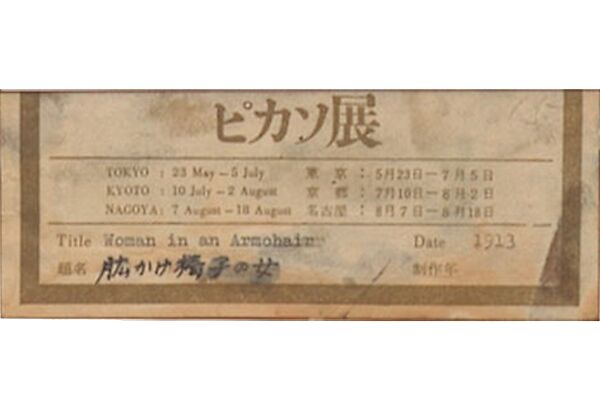 ピカソ展
TOKYO : 23 May – 5 July 東京：5月23日－7月5日
KYOTO : 10 July – 2 August 京都：7月10日－8月2日
NAGOYA: 7 August – 18 August 名古屋：8月7日－8月18日
Title Woman in an Armohair Date 1913
題名 肱かけ椅子の女 制作年